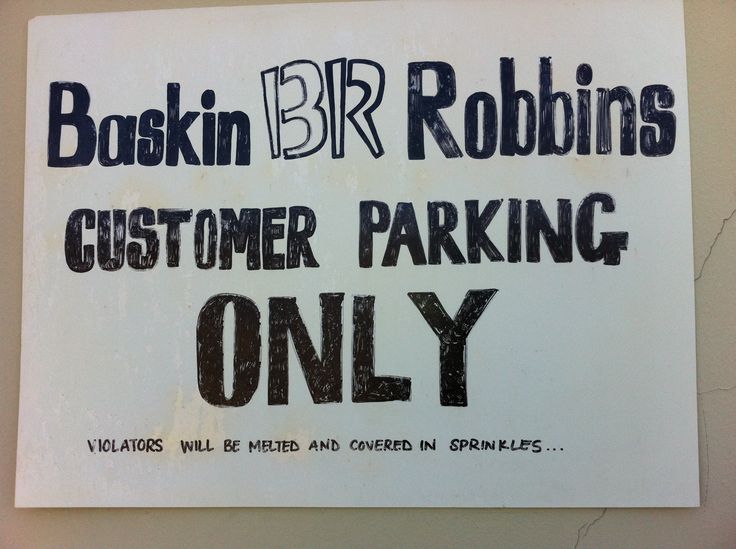 Baskin BR Robbins
CUSTOMER PARKING
ONLY
VIOLATORS WILL BE MELTED AND COVERED IN SPRINKLES...